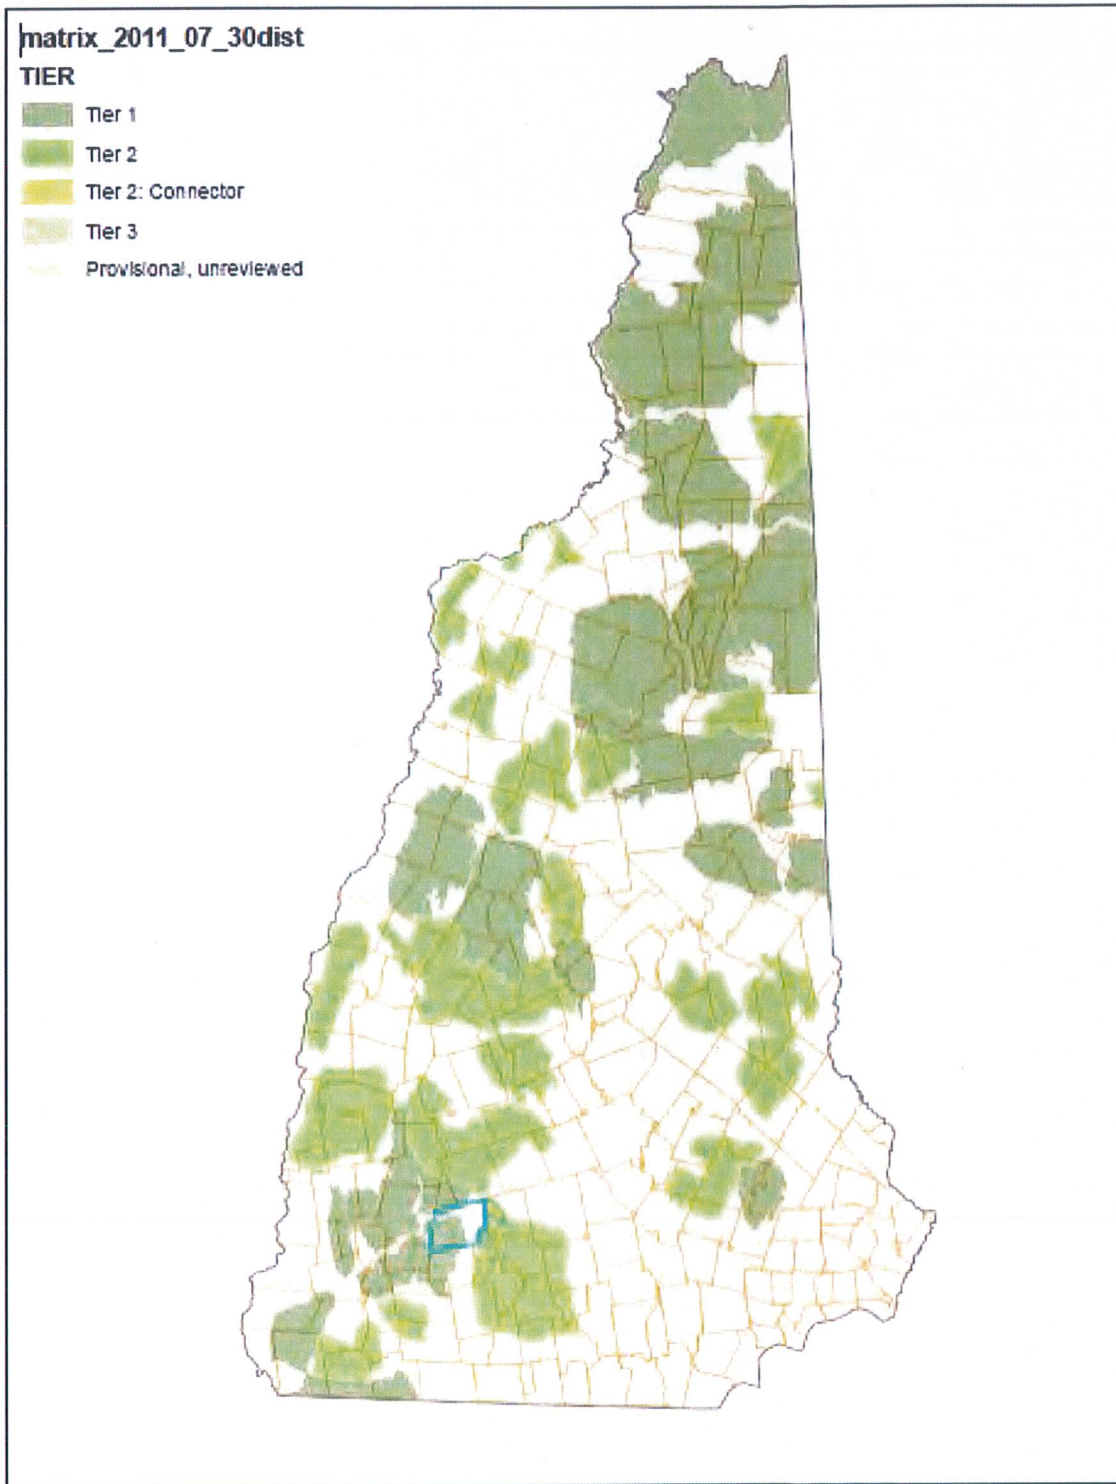 matrix_2011_07_30dist
TIER
Tier 1
Tier 2
Tier 2: Connector
Tier 3
Provisional, unreviewed